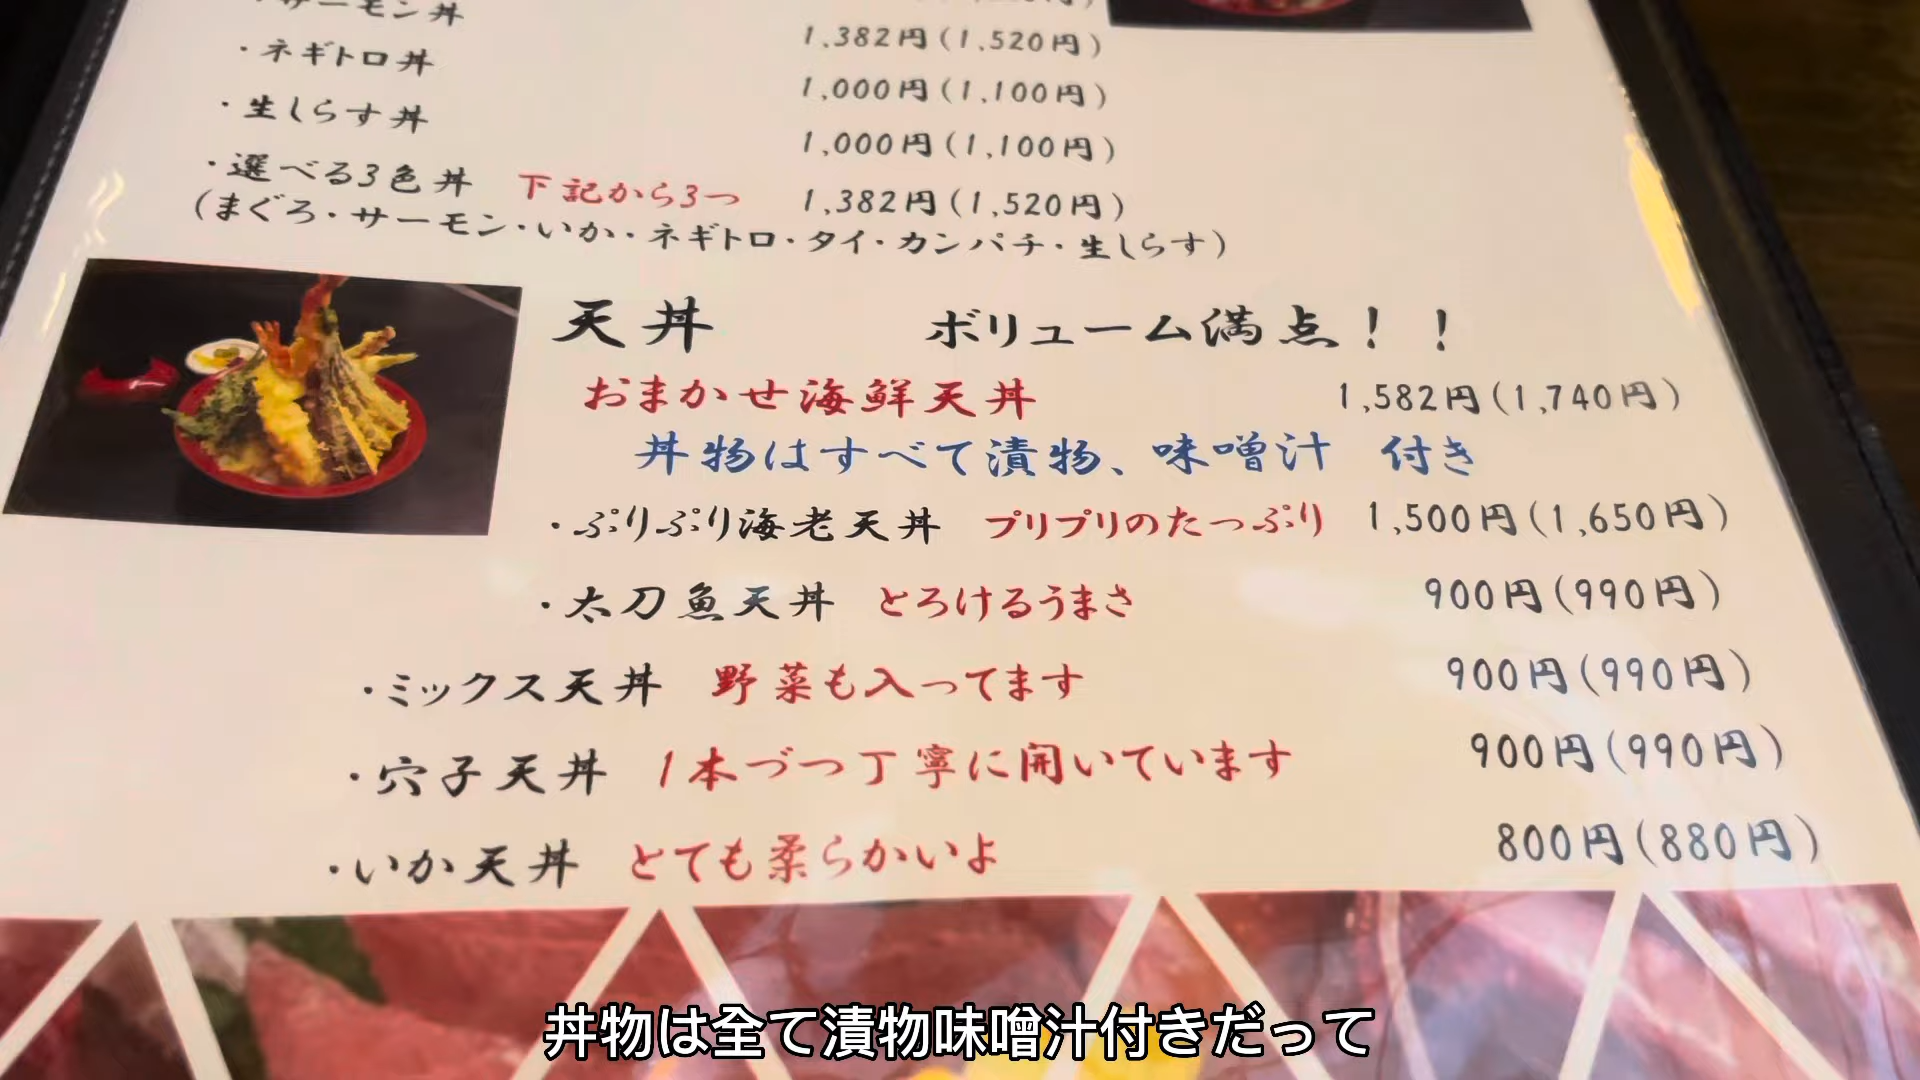 サーモン丼
1,382円(1,520円)
・ネギトロ丼
1,000円(1,100円)
・生しらす丼
1,000円(1,100円)
・選べる3色丼 下記から3つ 1,382円(1,520円)
(まぐろ・サーモン・いか・ネギトロ・タイ・カンパチ・生しらす)
天丼 ボリューム満点!!
おまかせ海鮮天丼 1,582円(1,740円)
丼物はすべて漬物、味噌汁 付き
・ぷりぷり海老天丼 プリプリのたっぷり 1,500円(1,650円)
・太刀魚天丼 とろけるうまさ 900円(990円)
・ミックス天丼 野菜も入ってます 900円(990円)
・穴子天丼 1本づつ丁寧に開いています 900円(990円)
・いか天丼 とても柔らかいよ 800円(880円)
丼物は全て漬物味噌汁付きだって